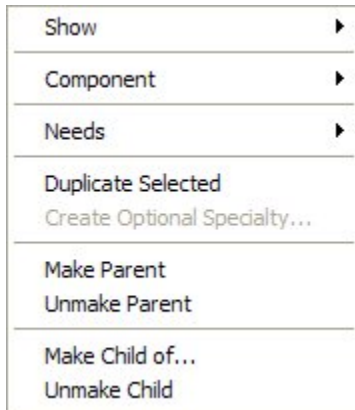 Show
Component
Needs
Duplicate Selected
Create Optional Specialty...
Make Parent
Unmake Parent
Make Child of...
Unmake Child